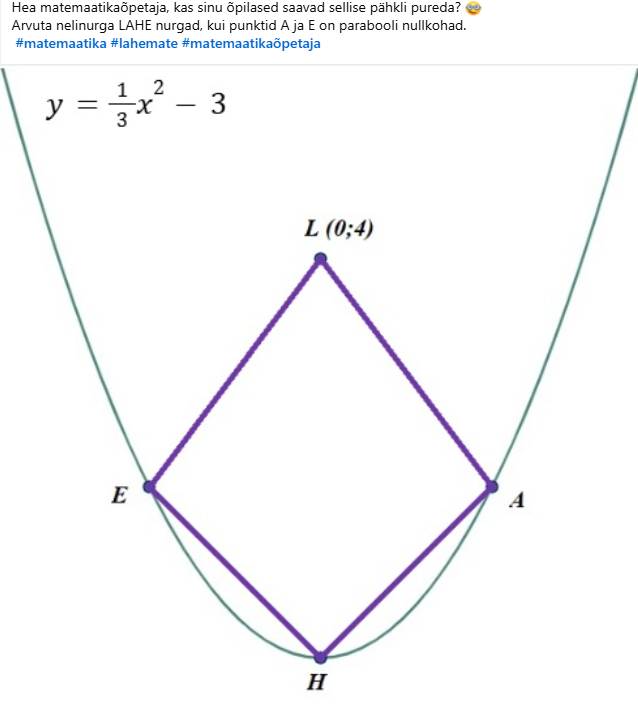 Hea matemaatikaõpetaja, kas sinu õpilased saavad sellise pähkli pureda? 🤓
Arvuta nelinurga LAHE nurgad, kui punktid A ja E on parabooli nullkohad.
#matemaatika #lahemate #matemaatikaõpetaja
y = 1/3 x² − 3
L (0;4)
E
A
H